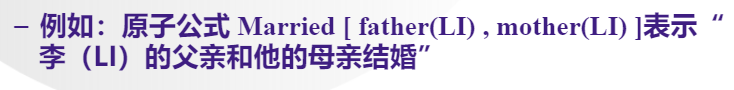 – 例如：原子公式 Married [ father(LI) , mother(LI) ]表示“
李（LI）的父亲和他的母亲结婚”